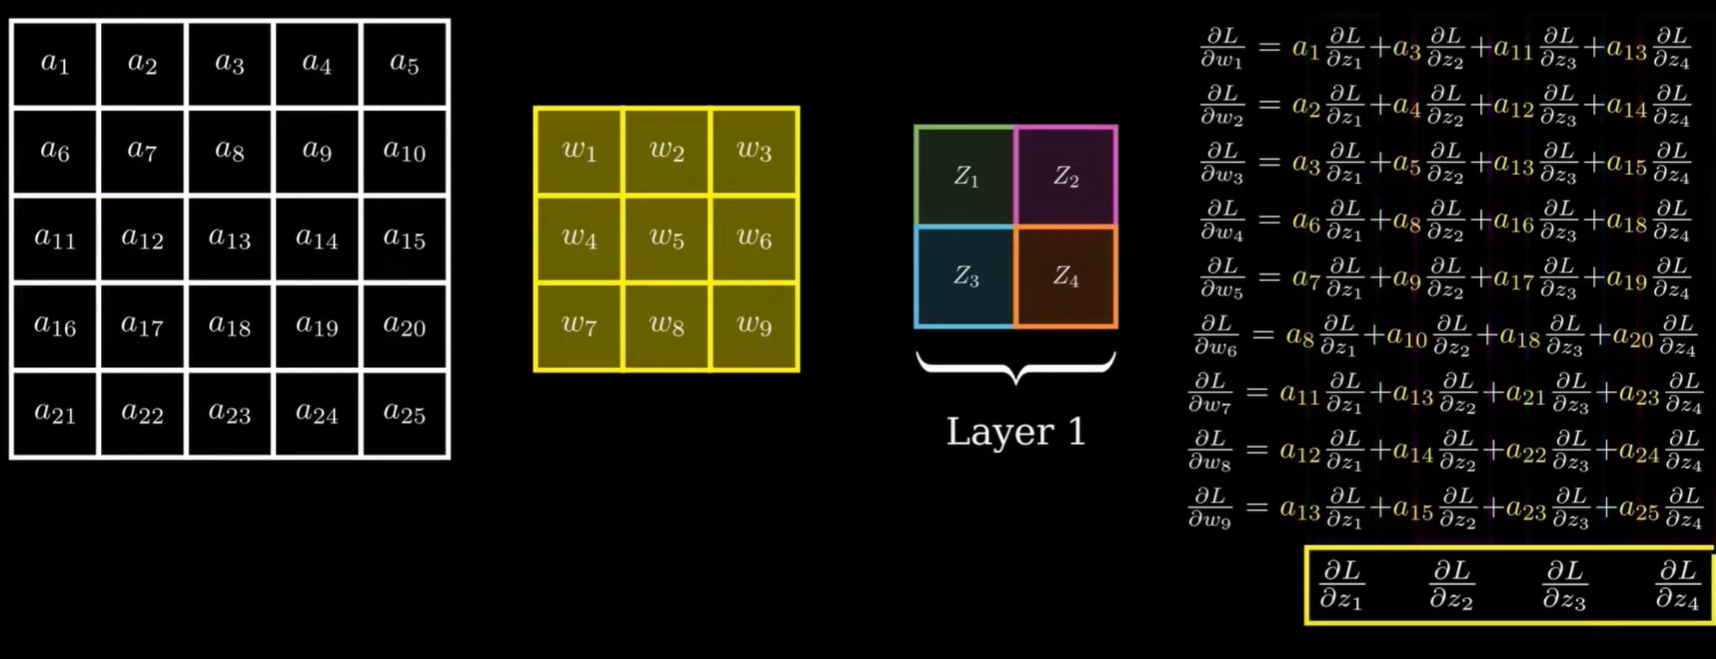 a₁ a₂ a₃ a₄ a₅
a₆ a₇ a₈ a₉ a₁₀
a₁₁ a₁₂ a₁₃ a₁₄ a₁₅
a₁₆ a₁₇ a₁₈ a₁₉ a₂₀
a₂₁ a₂₂ a₂₃ a₂₄ a₂₅
w₁ w₂ w₃
w₄ w₅ w₆
w₇ w₈ w₉
Z₁ Z₂
Z₃ Z₄
Layer 1
∂L/∂w₁ = a₁ ∂L/∂z₁ + a₃ ∂L/∂z₂ + a₁₁ ∂L/∂z₃ + a₁₃ ∂L/∂z₄
∂L/∂w₂ = a₂ ∂L/∂z₁ + a₄ ∂L/∂z₂ + a₁₂ ∂L/∂z₃ + a₁₄ ∂L/∂z₄
∂L/∂w₃ = a₃ ∂L/∂z₁ + a₅ ∂L/∂z₂ + a₁₃ ∂L/∂z₃ + a₁₅ ∂L/∂z₄
∂L/∂w₄ = a₆ ∂L/∂z₁ + a₈ ∂L/∂z₂ + a₁₆ ∂L/∂z₃ + a₁₈ ∂L/∂z₄
∂L/∂w₅ = a₇ ∂L/∂z₁ + a₉ ∂L/∂z₂ + a₁₇ ∂L/∂z₃ + a₁₉ ∂L/∂z₄
∂L/∂w₆ = a₈ ∂L/∂z₁ + a₁₀ ∂L/∂z₂ + a₁₈ ∂L/∂z₃ + a₂₀ ∂L/∂z₄
∂L/∂w₇ = a₁₁ ∂L/∂z₁ + a₁₃ ∂L/∂z₂ + a₂₁ ∂L/∂z₃ + a₂₃ ∂L/∂z₄
∂L/∂w₈ = a₁₂ ∂L/∂z₁ + a₁₄ ∂L/∂z₂ + a₂₂ ∂L/∂z₃ + a₂₄ ∂L/∂z₄
∂L/∂w₉ = a₁₃ ∂L/∂z₁ + a₁₅ ∂L/∂z₂ + a₂₃ ∂L/∂z₃ + a₂₅ ∂L/∂z₄
∂L/∂z₁ ∂L/∂z₂ ∂L/∂z₃ ∂L/∂z₄